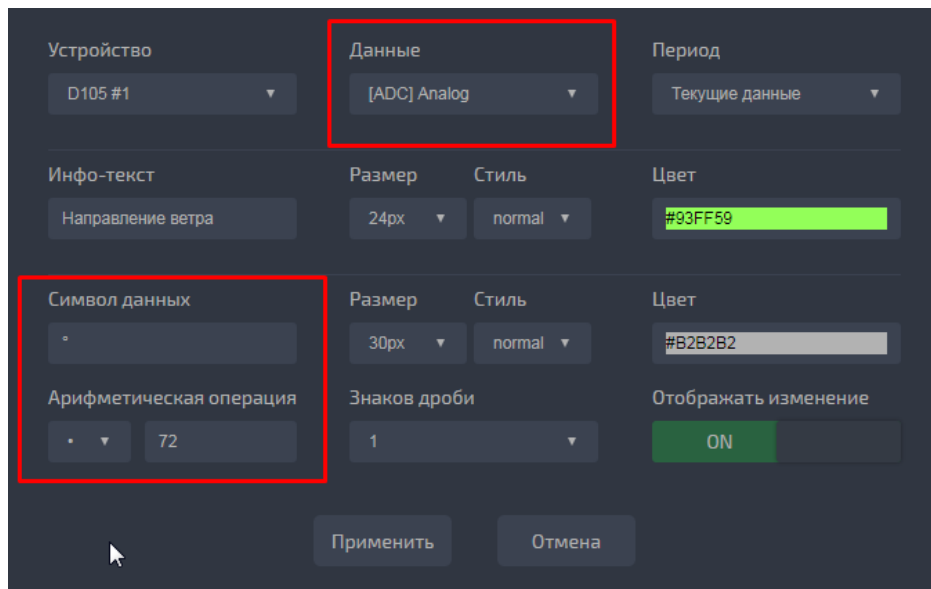 Устройство Данные Период
D105 #1 ▼ [ADC] Analog ▼ Текущие данные ▼
Инфо-текст Размер Стиль Цвет
Направление ветра 24px ▼ normal ▼ #93FF59
Символ данных Размер Стиль Цвет
° 30px ▼ normal ▼ #B2B2B2
Арифметическая операция Знаков дроби Отображать изменение
• ▼ 72 1 ▼ ON
Применить Отмена